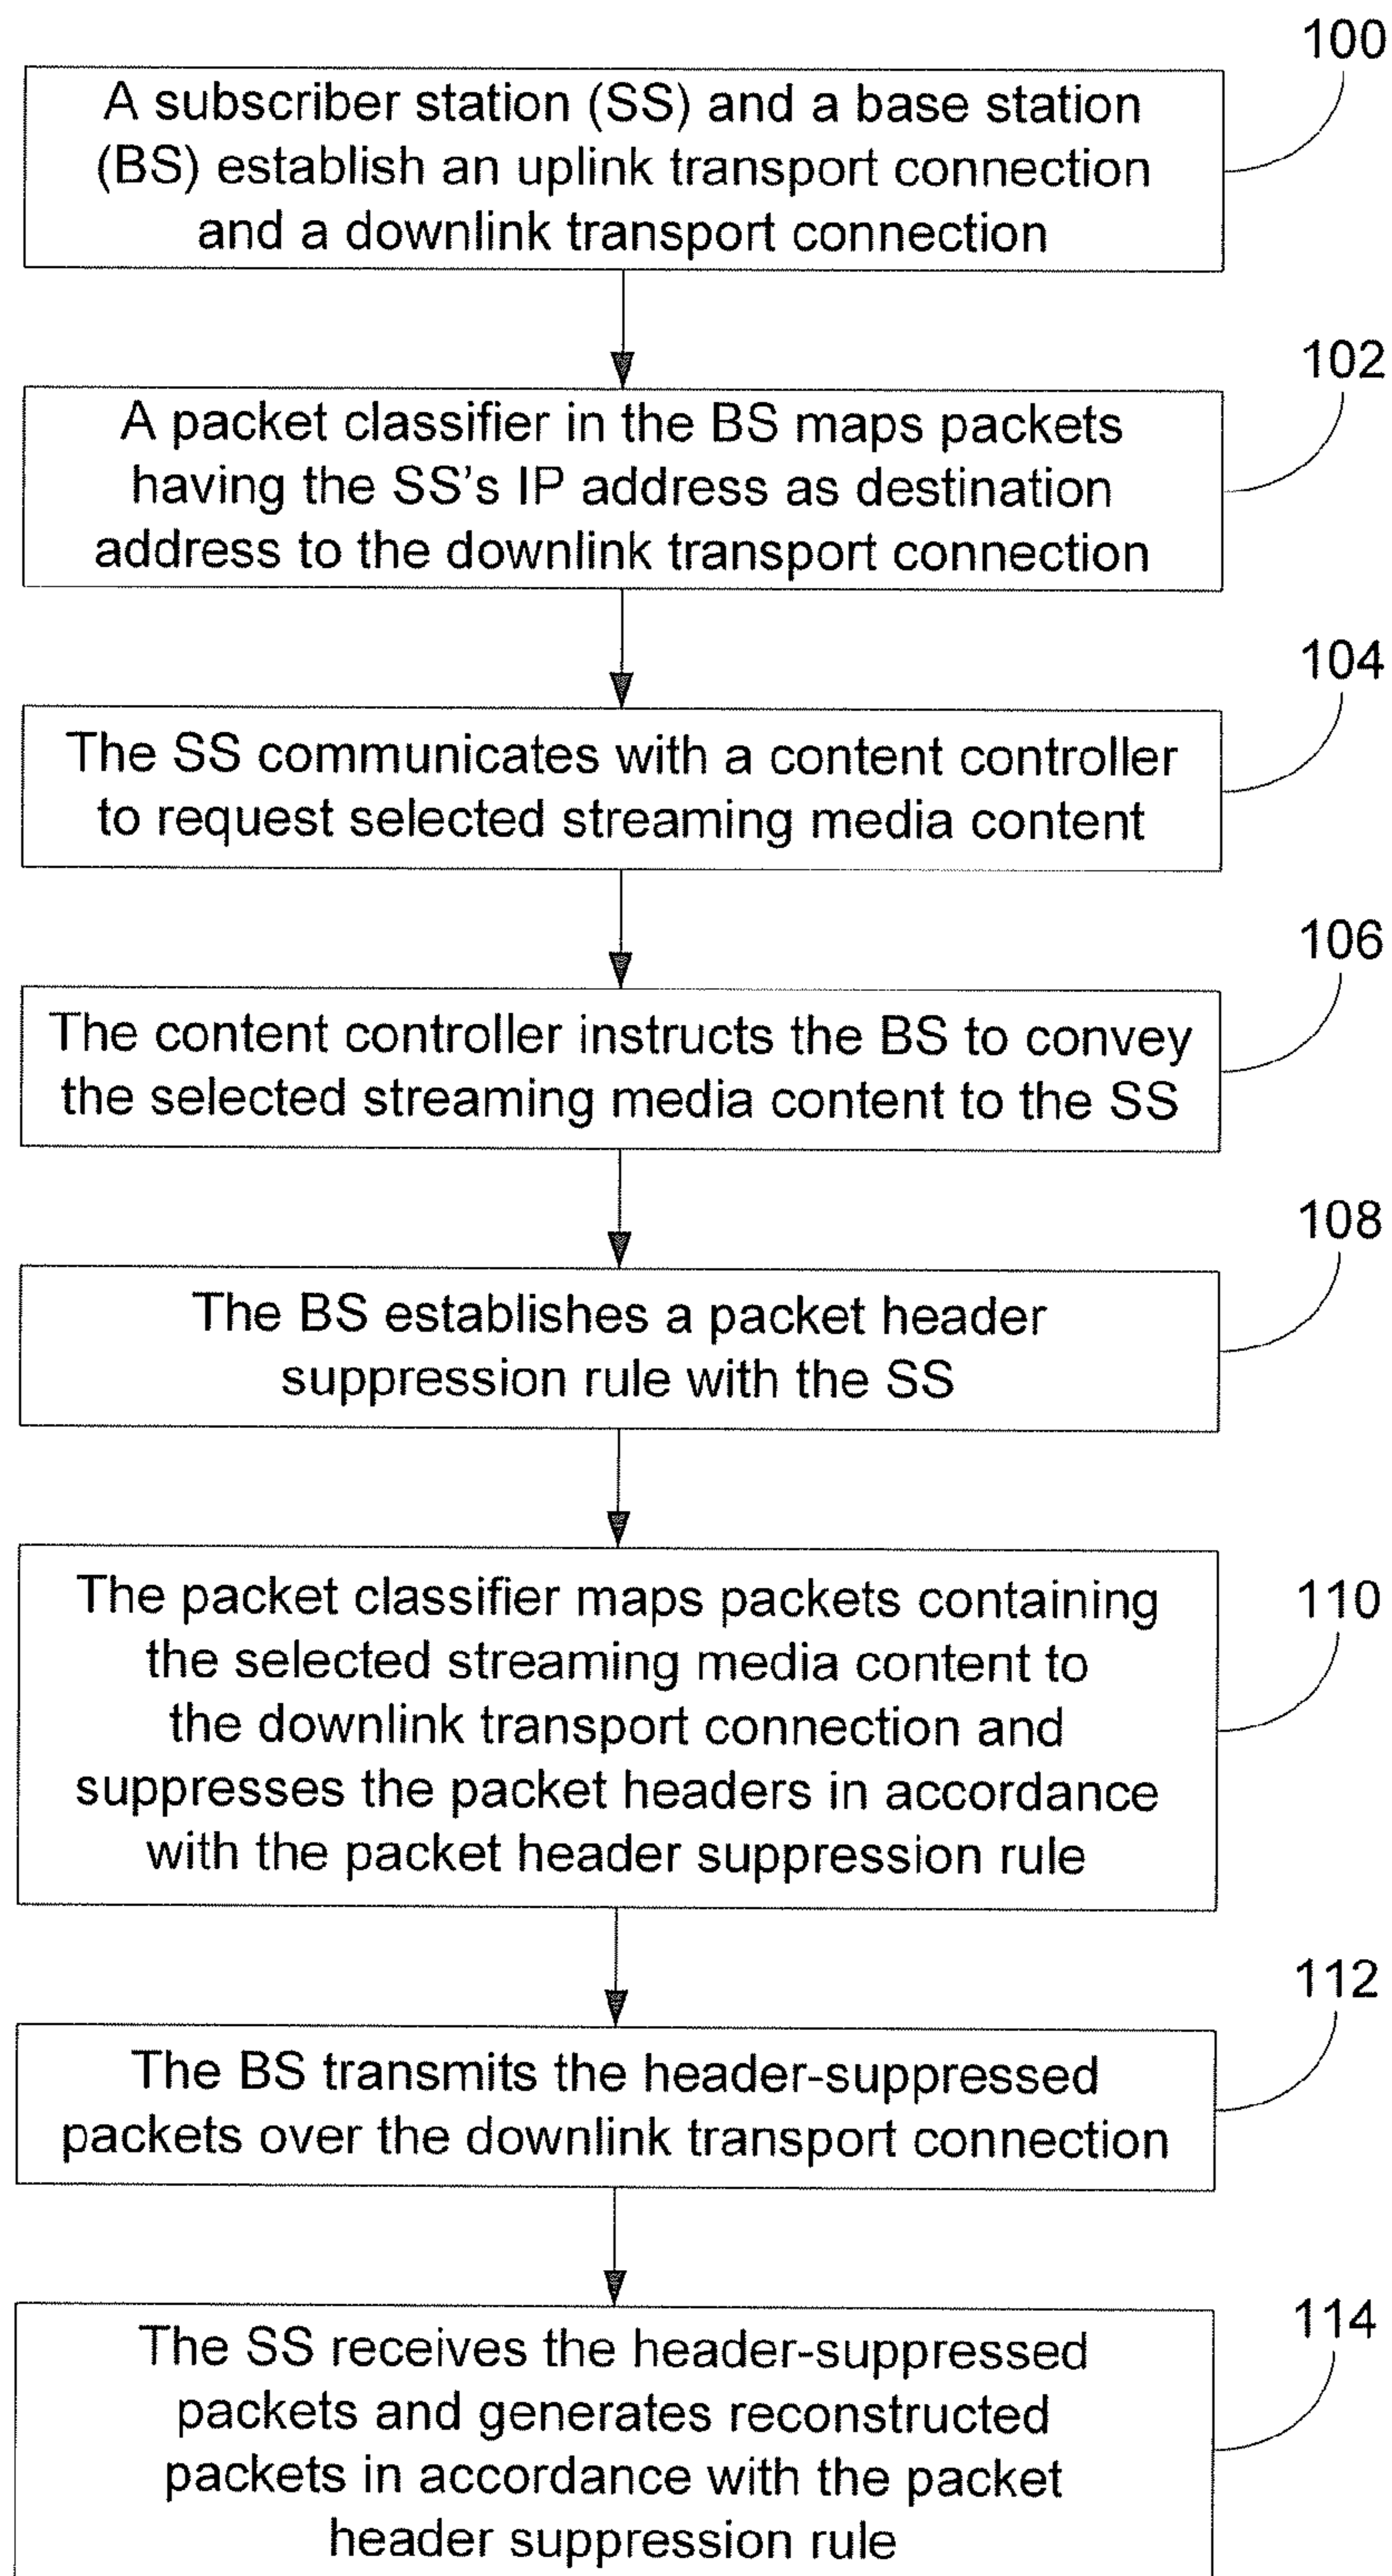 100
A subscriber station (SS) and a base station
(BS) establish an uplink transport connection
and a downlink transport connection
102
A packet classifier in the BS maps packets
having the SS's IP address as destination
address to the downlink transport connection
104
The SS communicates with a content controller
to request selected streaming media content
106
The content controller instructs the BS to convey
the selected streaming media content to the SS
108
The BS establishes a packet header
suppression rule with the SS
110
The packet classifier maps packets containing
the selected streaming media content to
the downlink transport connection and
suppresses the packet headers in accordance
with the packet header suppression rule
112
The BS transmits the header-suppressed
packets over the downlink transport connection
114
The SS receives the header-suppressed
packets and generates reconstructed
packets in accordance with the packet
header suppression rule